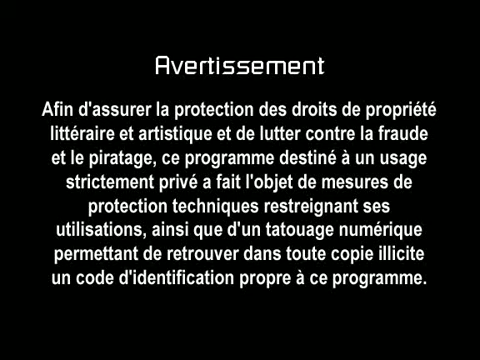 Avertissement
Afin d'assurer la protection des droits de propriété
littéraire et artistique et de lutter contre la fraude
et le piratage, ce programme destiné à un usage
strictement privé a fait l'objet de mesures de
protection techniques restreignant ses
utilisations, ainsi que d'un tatouage numérique
permettant de retrouver dans toute copie illicite
un code d'identification propre à ce programme.